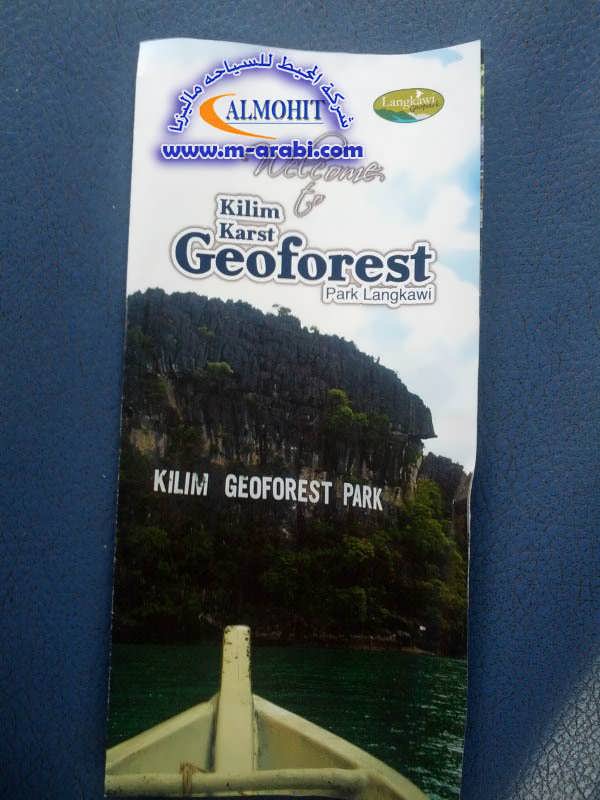 شركة المحيط للسياحه ماليزيا
ALMOHIT
www.m-arabi.com
Langkawi
Geopark
Welcome
to
Kilim
Karst
Geoforest
Park Langkawi
KILIM GEOFOREST PARK